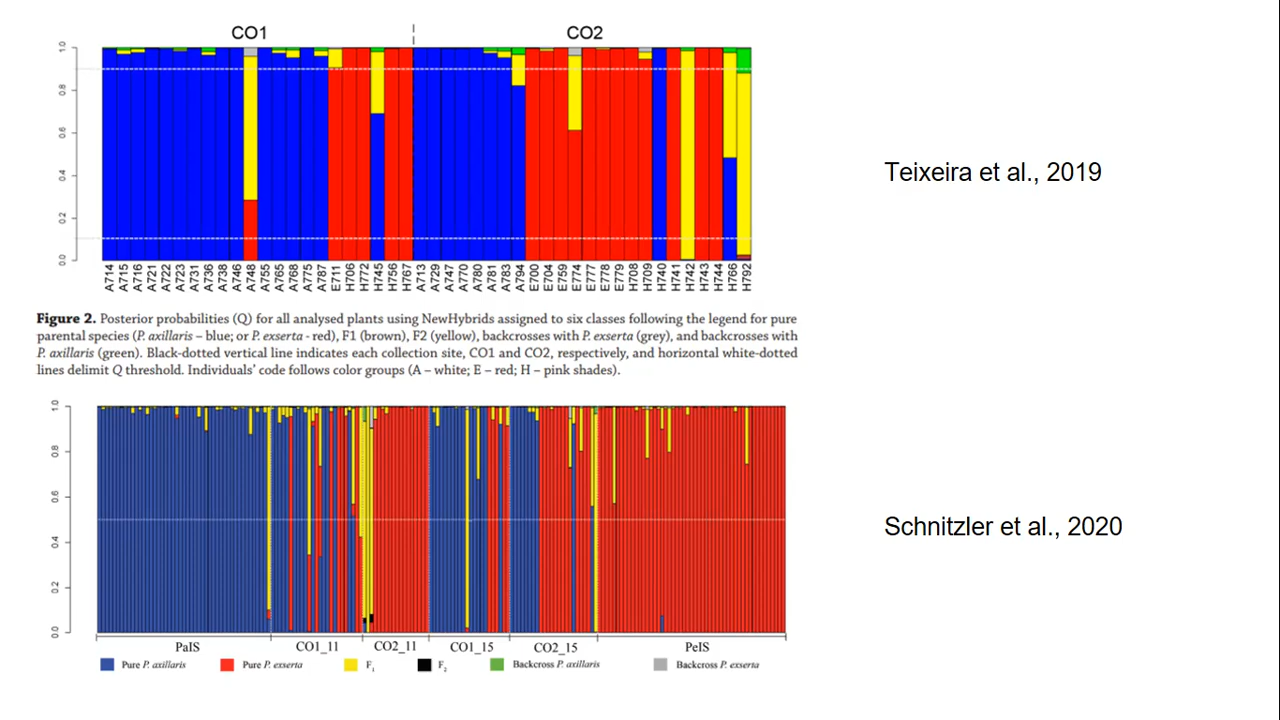 CO1 CO2
1.0
0.8
0.6
0.4
0.2
0.0
A714 A715 A716 A721 A722 A723 A731 A736 A738 A746 A748 A755 A765 A768 A775 A787 E711 H706 H772 H745 H756 H767 A713 A729 A747 A770 A780 A781 A783 A794 E700 E704 E759 E774 E777 E778 E779 H708 H709 H740 H741 H742 H743 H744 H766 H792
Teixeira et al., 2019
Figure 2. Posterior probabilities (Q) for all analysed plants using NewHybrids assigned to six classes following the legend for pure
parental species (P. axillaris – blue; or P. exserta - red), F1 (brown), F2 (yellow), backcrosses with P. exserta (grey), and backcrosses with
P. axillaris (green). Black-dotted vertical line indicates each collection site, CO1 and CO2, respectively, and horizontal white-dotted
lines delimit Q threshold. Individuals' code follows color groups (A – white; E – red; H – pink shades).
1.0
0.8
0.6
0.4
0.2
0.0
Schnitzler et al., 2020
PaIS CO1_11 CO2_11 CO1_15 CO2_15 PeIS
Pure P. axillaris Pure P. exserta F1 F2 Backcross P. axillaris Backcross P. exserta